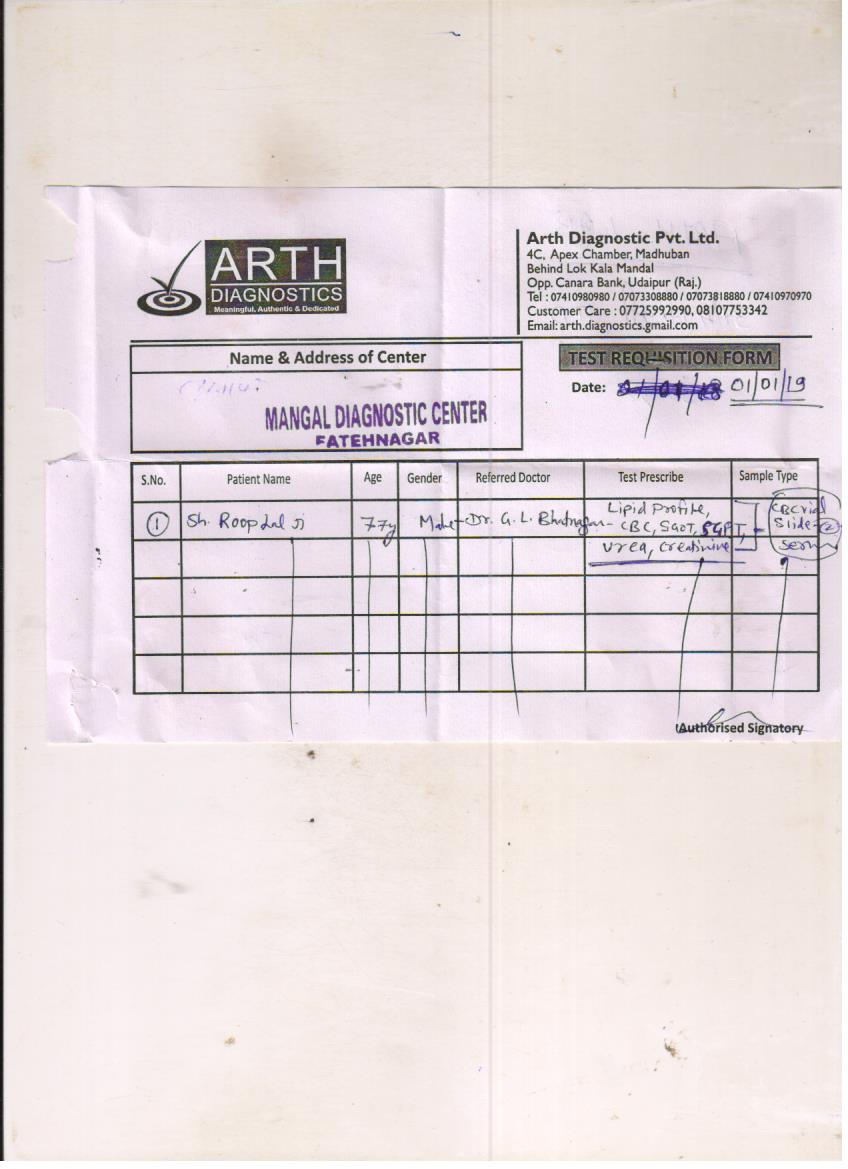 ARTH
DIAGNOSTICS
Meaningful, Authentic & Dedicated
Arth Diagnostic Pvt. Ltd.
4C, Apex Chamber, Madhuban
Behind Lok Kala Mandal
Opp. Canara Bank, Udaipur (Raj.)
Tel : 07410980980 / 07073308880 / 07073818880 / 07410970970
Customer Care : 07725992990, 08107753342
Email: arth.diagnostics.gmail.com
Name & Address of Center
MANGAL DIAGNOSTIC CENTER
FATEHNAGAR
TEST REQUISITION FORM
Date: 01/01/19
S.No. Patient Name Age Gender Referred Doctor Test Prescribe Sample Type
1 Sh. Roop Lal Ji 77y Male Dr. G. L. Bhatnagar Lipid Profile, CBC vial
CBC, SGOT, SGPT, Slide-2
Urea, Creatinine
Authorised Signatory